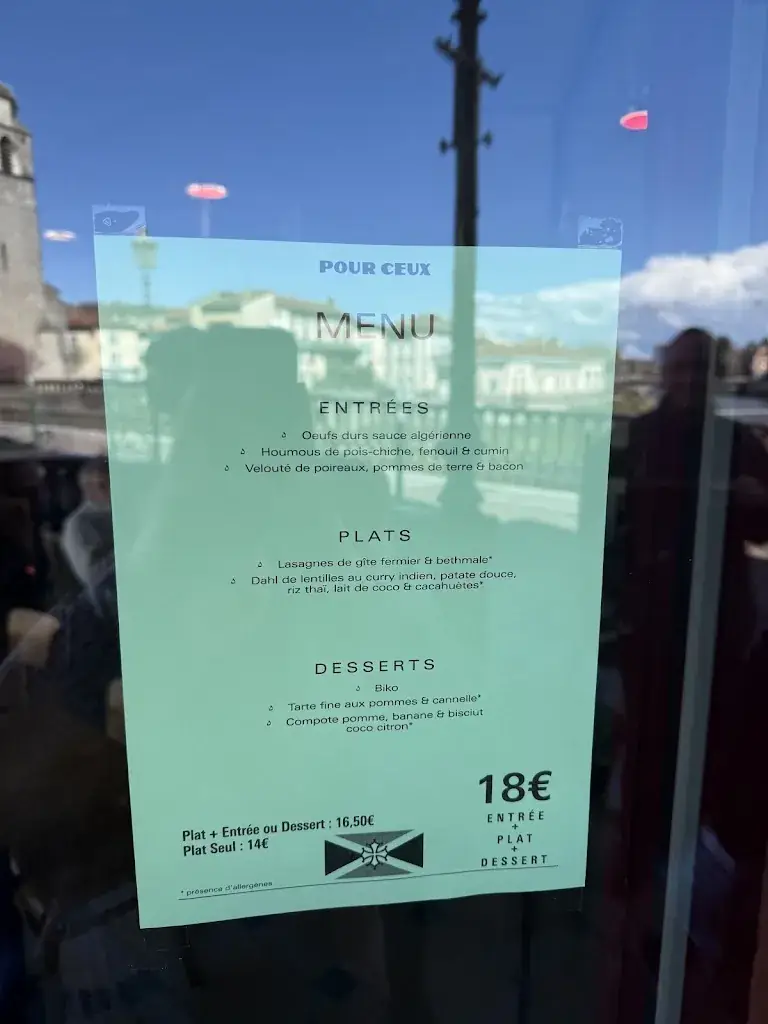 POUR CEUX
MENU
ENTRÉES
Oeufs durs sauce algérienne
Houmous de pois-chiche, fenouil & cumin
Velouté de poireaux, pommes de terre & bacon
PLATS
Lasagnes de gîte fermier & bethmale*
Dahl de lentilles au curry indien, patate douce,
riz thaï, lait de coco & cacahuètes*
DESSERTS
Biko
Tarte fine aux pommes & cannelle*
Compote pomme, banane & bisciut
coco citron*
Plat + Entrée ou Dessert : 16,50€
Plat Seul : 14€
18€
ENTRÉE
+
PLAT
+
DESSERT
* présence d'allergènes